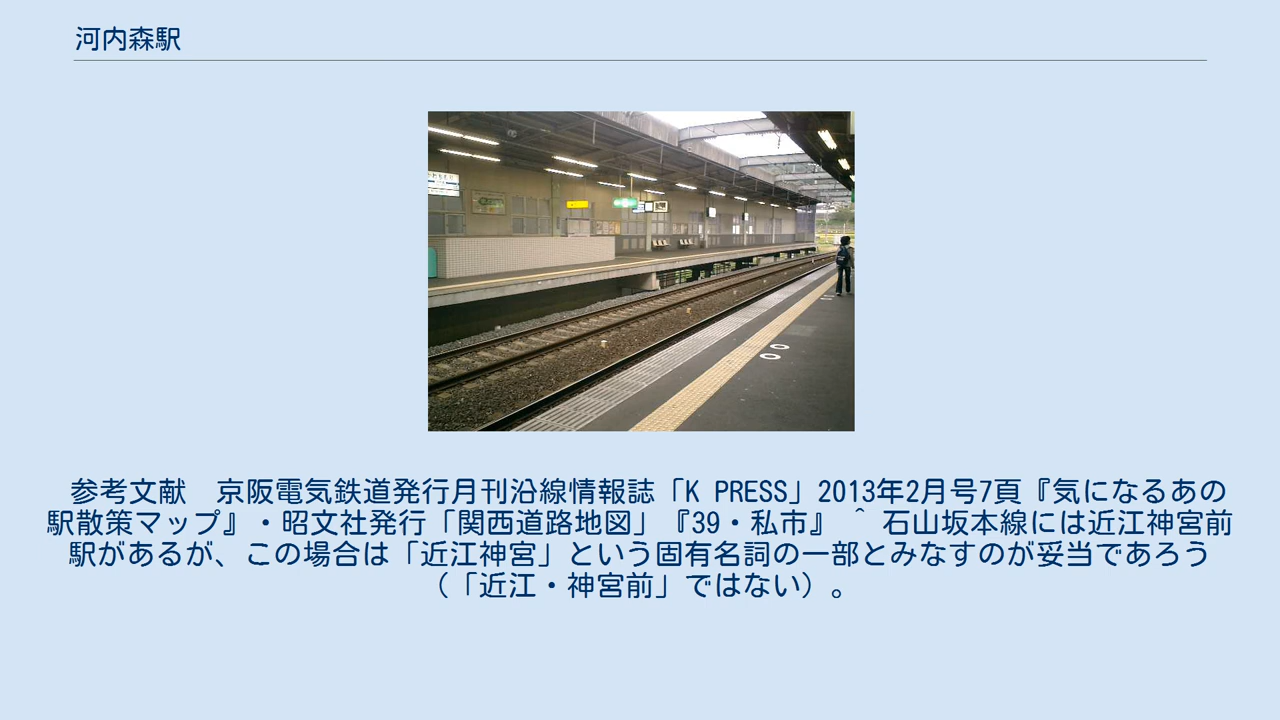 河内森駅
参考文献　京阪電気鉄道発行月刊沿線情報誌「K PRESS」2013年2月号7頁『気になるあの
駅散策マップ』・昭文社発行「関西道路地図」『39・私市』 ^ 石山坂本線には近江神宮前
駅があるが、この場合は「近江神宮」という固有名詞の一部とみなすのが妥当であろう
（「近江・神宮前」ではない）。